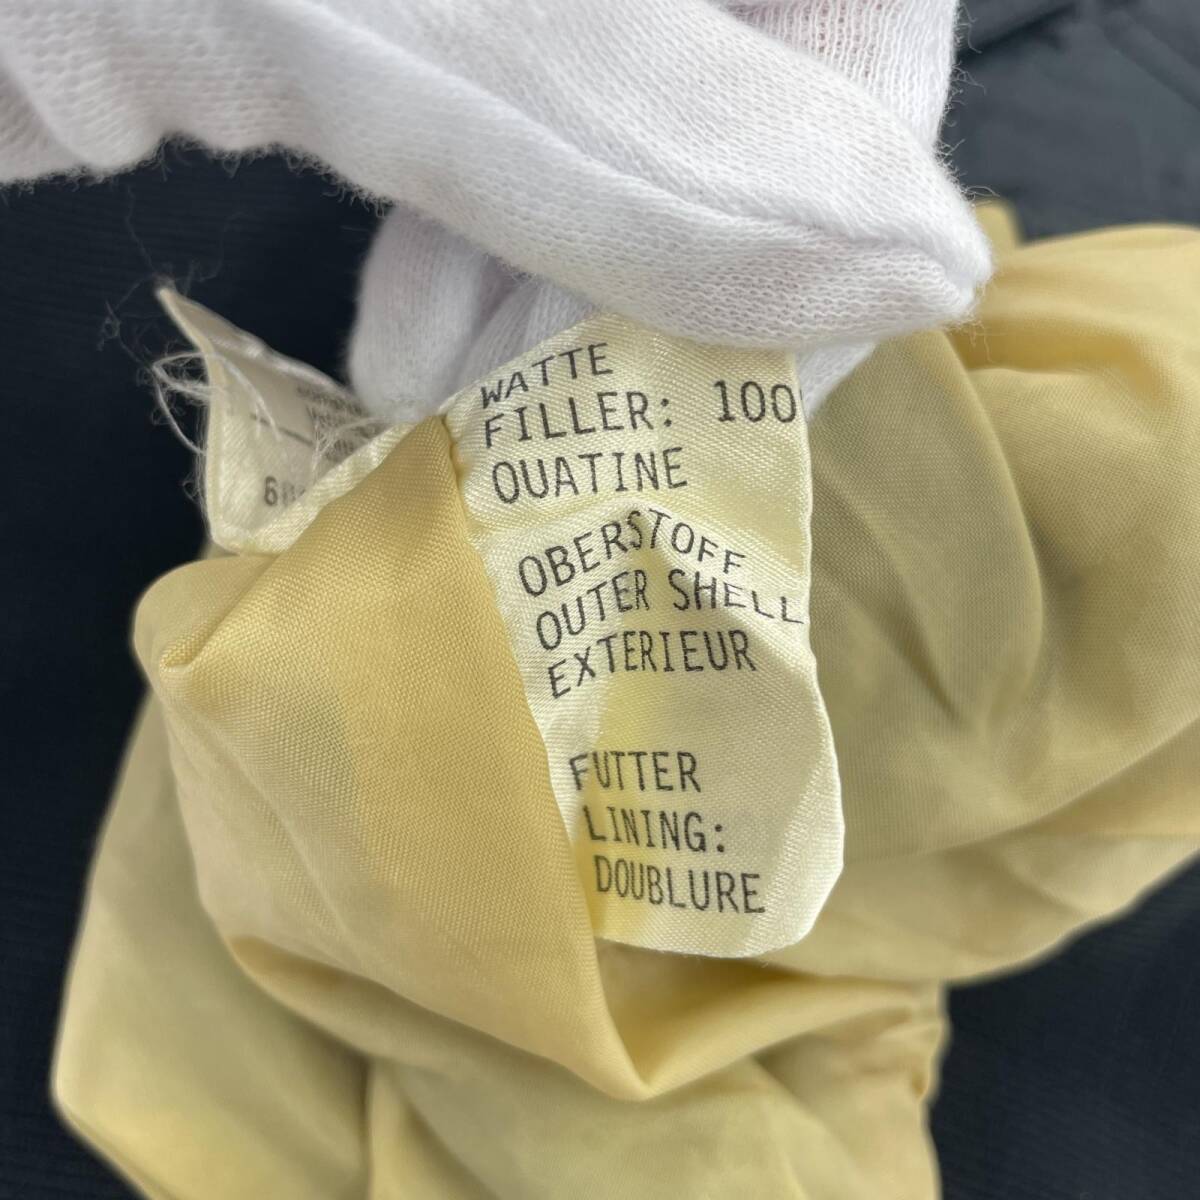 WATTE
FILLER: 100
OUATINE
OBERSTOFF
OUTER SHELL
EXTERIEUR
FUTTER
LINING:
DOUBLURE